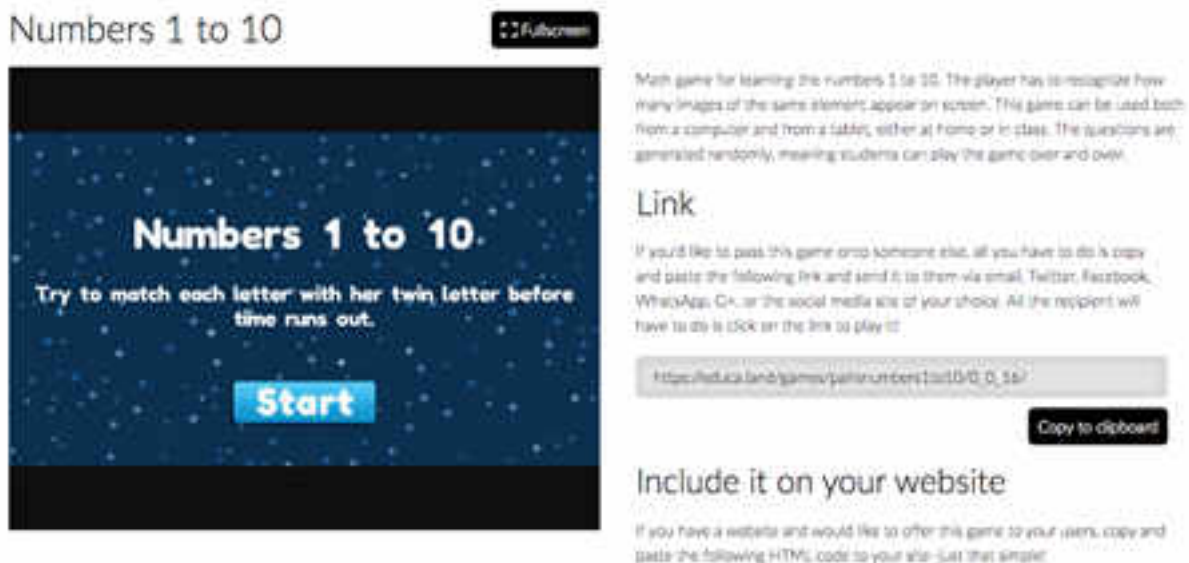 Numbers 1 to 10
Fullscreen
Numbers 1 to 10
Try to match each letter with her twin letter before
time runs out.
Start
Math game for learning the numbers 1 to 10. The player has to recognize how
many images of the same element appear on screen. This game can be used both
from a computer and from a tablet, either at home or in class. The questions are
generated randomly, meaning students can play the game over and over.
Link
If you'd like to pass this game onto someone else, all you have to do is copy
and paste the following link and send it to them via email, Twitter, Facebook,
WhatsApp, G+, or the social media site of your choice. All the recipient will
have to do is click on the link to play it!
Copy to clipboard
Include it on your website
If you have a website and would like to offer this game to your users, copy and
paste the following HTML code to your site. Just that simple!